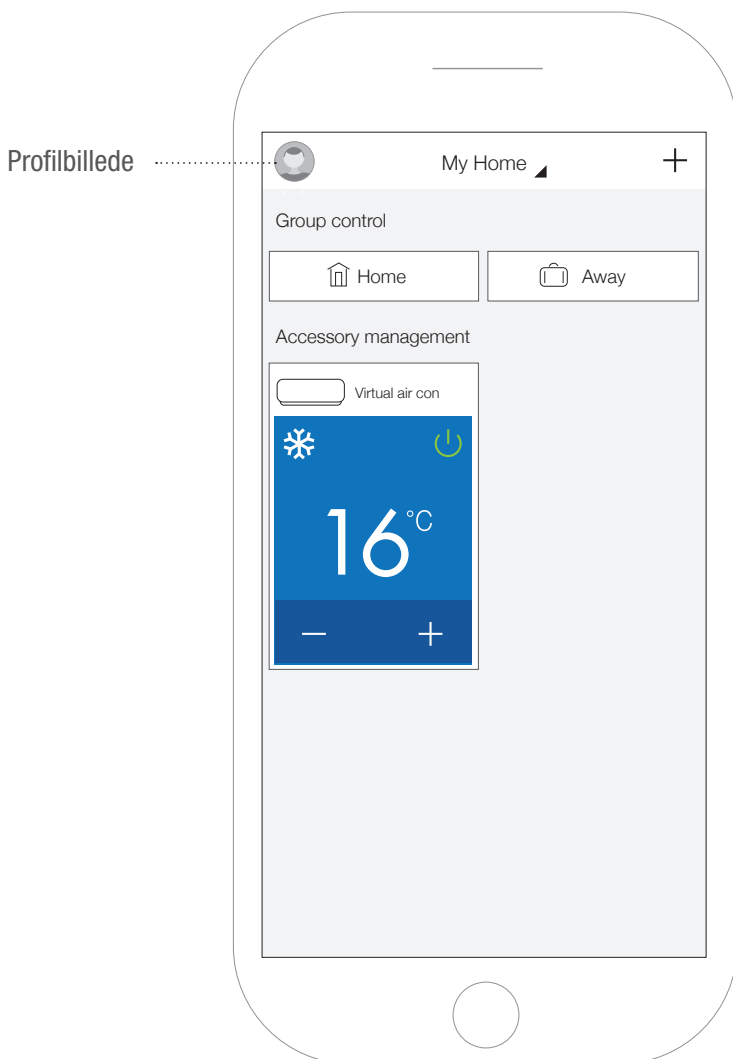 Profilbillede
My Home +
Group control
Home Away
Accessory management
Virtual air con
16°C
− +